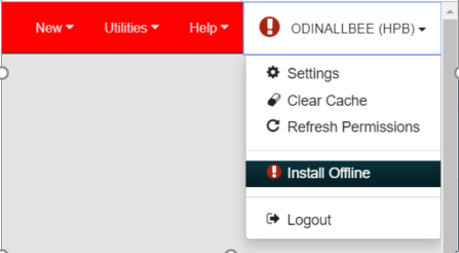 New Utilities Help ODINALLBEE (HPB)
Settings
Clear Cache
Refresh Permissions
Install Offline
Logout